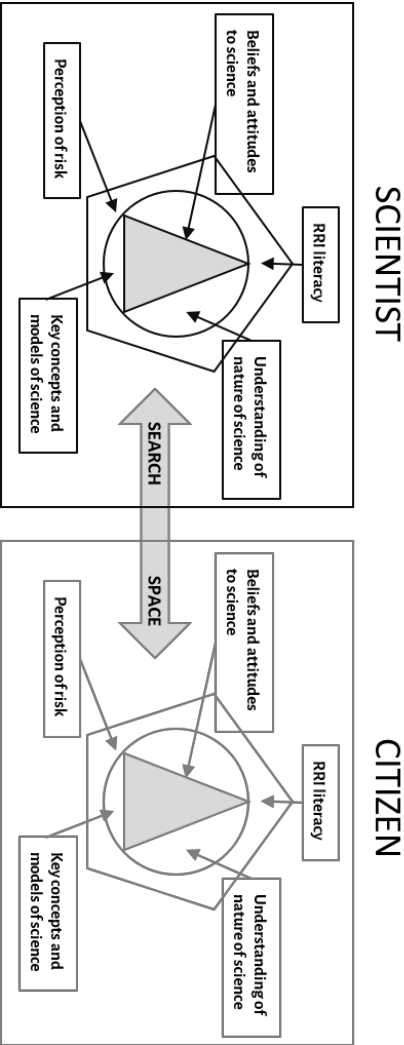 SCIENTIST
RRI literacy
Beliefs and attitudes
to science
Understanding of
nature of science
Perception of risk
Key concepts and
models of science
SEARCH
SPACE
CITIZEN
RRI literacy
Beliefs and attitudes
to science
Understanding of
nature of science
Perception of risk
Key concepts and
models of science